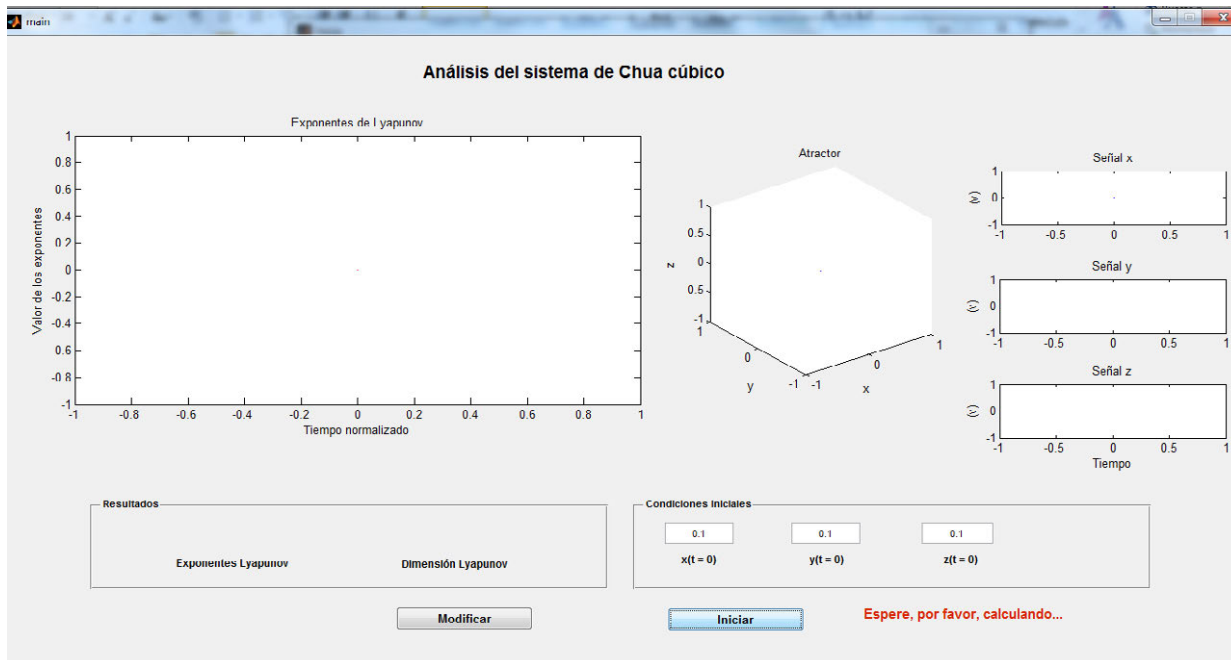 main
Análisis del sistema de Chua cúbico
Exponentes de Lyapunov
1
0.8
0.6
0.4
0.2
0
-0.2
-0.4
0.6
-0.8
-1
Valor de los exponentes
-1 -0.8 -0.6 -0.4 -0.2 0 0.2 0.4 0.6 0.8 1
Tiempo normalizado
Atractor
1
0.5
0
0.5
-1
z
1 0 -1
y
-1 0 1
x
Señal x
1
0
-1
(v)
-1 -0.5 0 0.5 1
Señal y
1
0
-1
(v)
-1 -0.5 0 0.5 1
Señal z
1
0
-1
(v)
-1 -0.5 0 0.5 1
Tiempo
Resultados
Exponentes Lyapunov Dimensión Lyapunov
Condiciones Iniciales
0.1 0.1 0.1
x(t = 0) y(t = 0) z(t = 0)
Modificar
Iniciar
Espere, por favor, calculando...